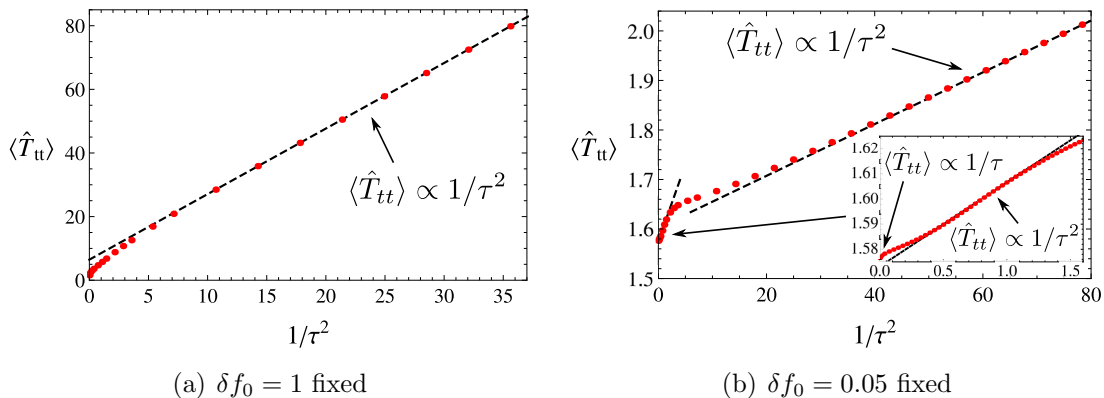 80
60
40
20
0
⟨T̂tt⟩
⟨T̂tt⟩ ∝ 1/τ²
0 5 10 15 20 25 30 35
1/τ²
(a) δf₀ = 1 fixed
2.0
1.9
1.8
1.7
1.6
1.5
⟨T̂tt⟩
⟨T̂tt⟩ ∝ 1/τ²
1.62
1.61
1.60
1.59
1.58
⟨T̂tt⟩ ∝ 1/τ
⟨T̂tt⟩ ∝ 1/τ²
0.0 0.5 1.0 1.5
0 20 40 60 80
1/τ²
(b) δf₀ = 0.05 fixed